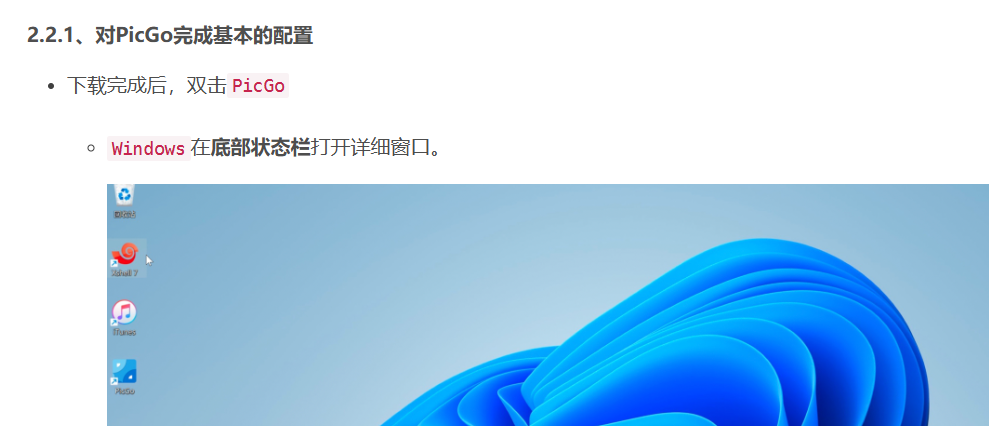 2.2.1、对PicGo完成基本的配置
下载完成后，双击 PicGo
Windows 在底部状态栏打开详细窗口。
回收站
Xshell 7
iTunes
PicGo